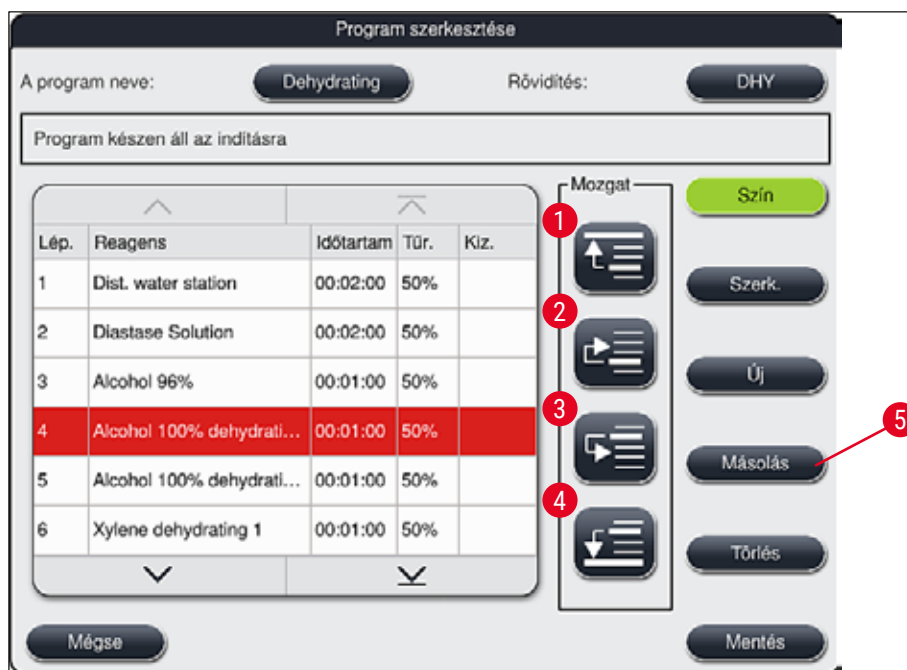 Program szerkesztése
A program neve: Dehydrating Rövidítés: DHY
Program készen áll az indításra
Mozgat
Szín
Lép. Reagens Időtartam Tűr. Kiz.
1 Dist. water station 00:02:00 50%
2 Diastase Solution 00:02:00 50%
3 Alcohol 96% 00:01:00 50%
4 Alcohol 100% dehydrati... 00:01:00 50%
5 Alcohol 100% dehydrati... 00:01:00 50%
6 Xylene dehydrating 1 00:01:00 50%
1
2
3
4
Szerk.
Új
Másolás
5
Törlés
Mégse
Mentés